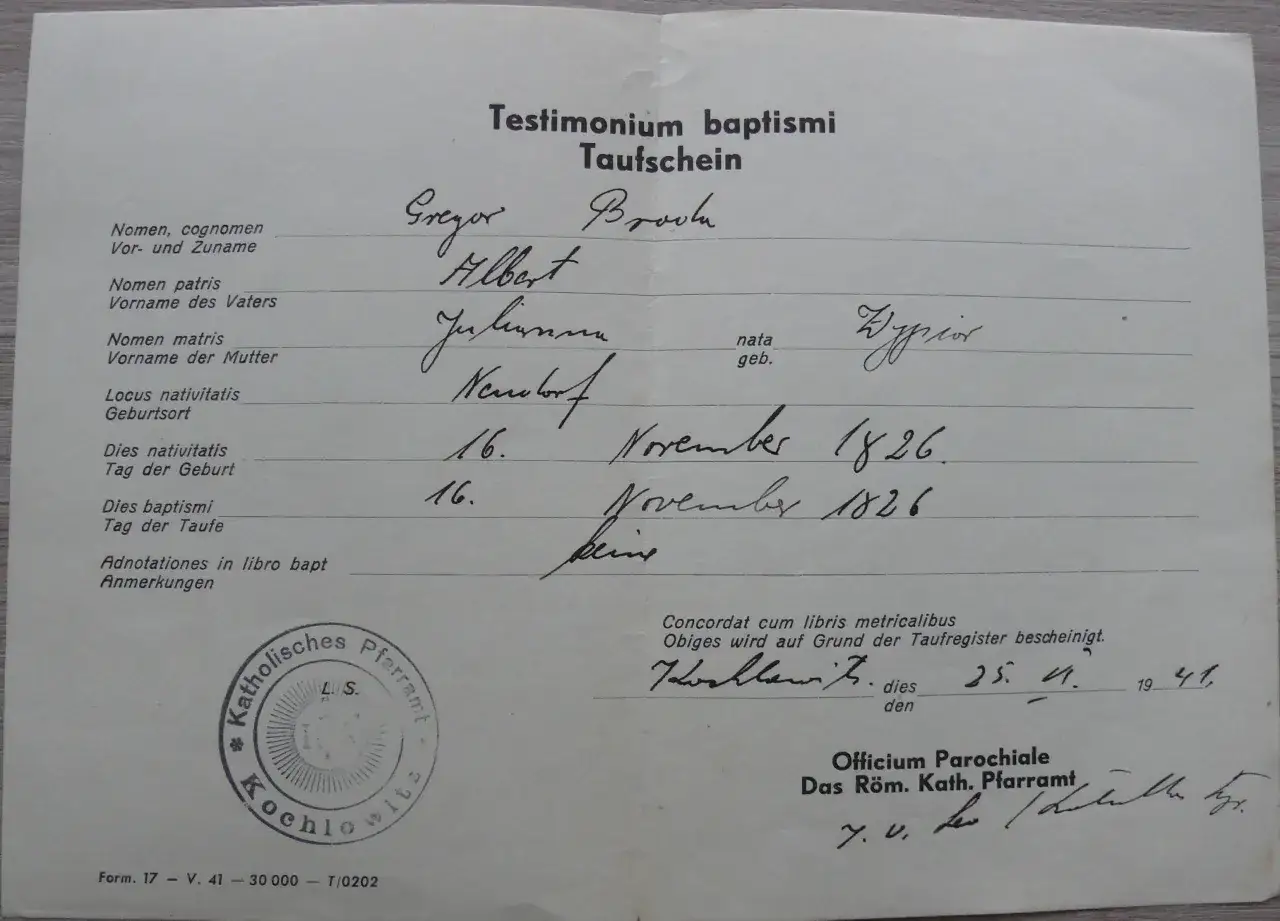 Testimonium baptismi
Taufschein
Nomen, cognomen Gregor Broda
Vor- und Zuname
Nomen patris Albert
Vorname des Vaters
Nomen matris Julianna nata Wypior
Vorname der Mutter geb.
Locus nativitatis Neudorf
Geburtsort
Dies nativitatis 16. November 1826.
Tag der Geburt
Dies baptismi 16. November 1826
Tag der Taufe
Adnotationes in libro bapt keine
Anmerkungen
Concordat cum libris metricalibus
Obiges wird auf Grund der Taufregister bescheinigt.
Kochlowitz. dies 25. 1941.
den
* Katholisches Pfarramt
L. S.
Kochlowitz
Officium Parochiale
Das Röm. Kath. Pfarramt
J. V. Leo
Form. 17 — V. 41 — 30 000 — T/0202